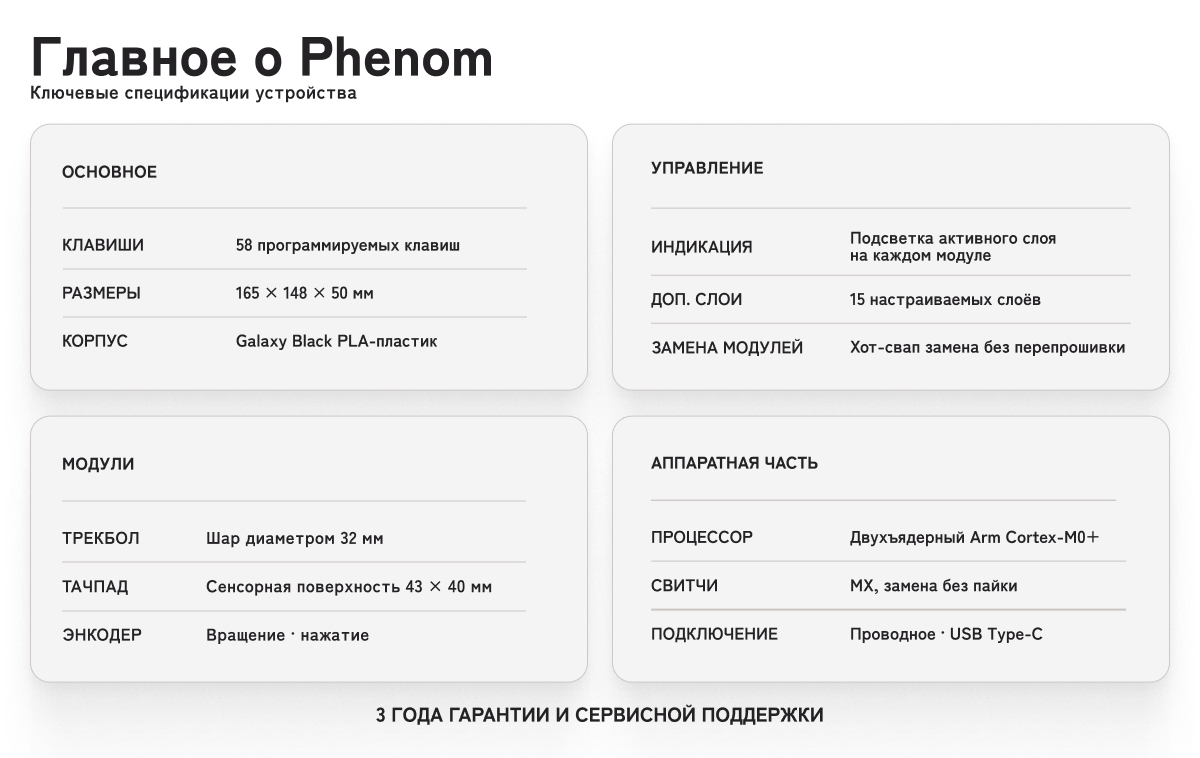 Главное о Phenom
Ключевые спецификации устройства
ОСНОВНОЕ
КЛАВИШИ 58 программируемых клавиш
РАЗМЕРЫ 165 × 148 × 50 мм
КОРПУС Galaxy Black PLA-пластик
УПРАВЛЕНИЕ
ИНДИКАЦИЯ Подсветка активного слоя
на каждом модуле
ДОП. СЛОИ 15 настраиваемых слоёв
ЗАМЕНА МОДУЛЕЙ Хот-свап замена без перепрошивки
МОДУЛИ
ТРЕКБОЛ Шар диаметром 32 мм
ТАЧПАД Сенсорная поверхность 43 × 40 мм
ЭНКОДЕР Вращение · нажатие
АППАРАТНАЯ ЧАСТЬ
ПРОЦЕССОР Двухъядерный Arm Cortex-M0+
СВИТЧИ MX, замена без пайки
ПОДКЛЮЧЕНИЕ Проводное · USB Type-C
3 ГОДА ГАРАНТИИ И СЕРВИСНОЙ ПОДДЕРЖКИ